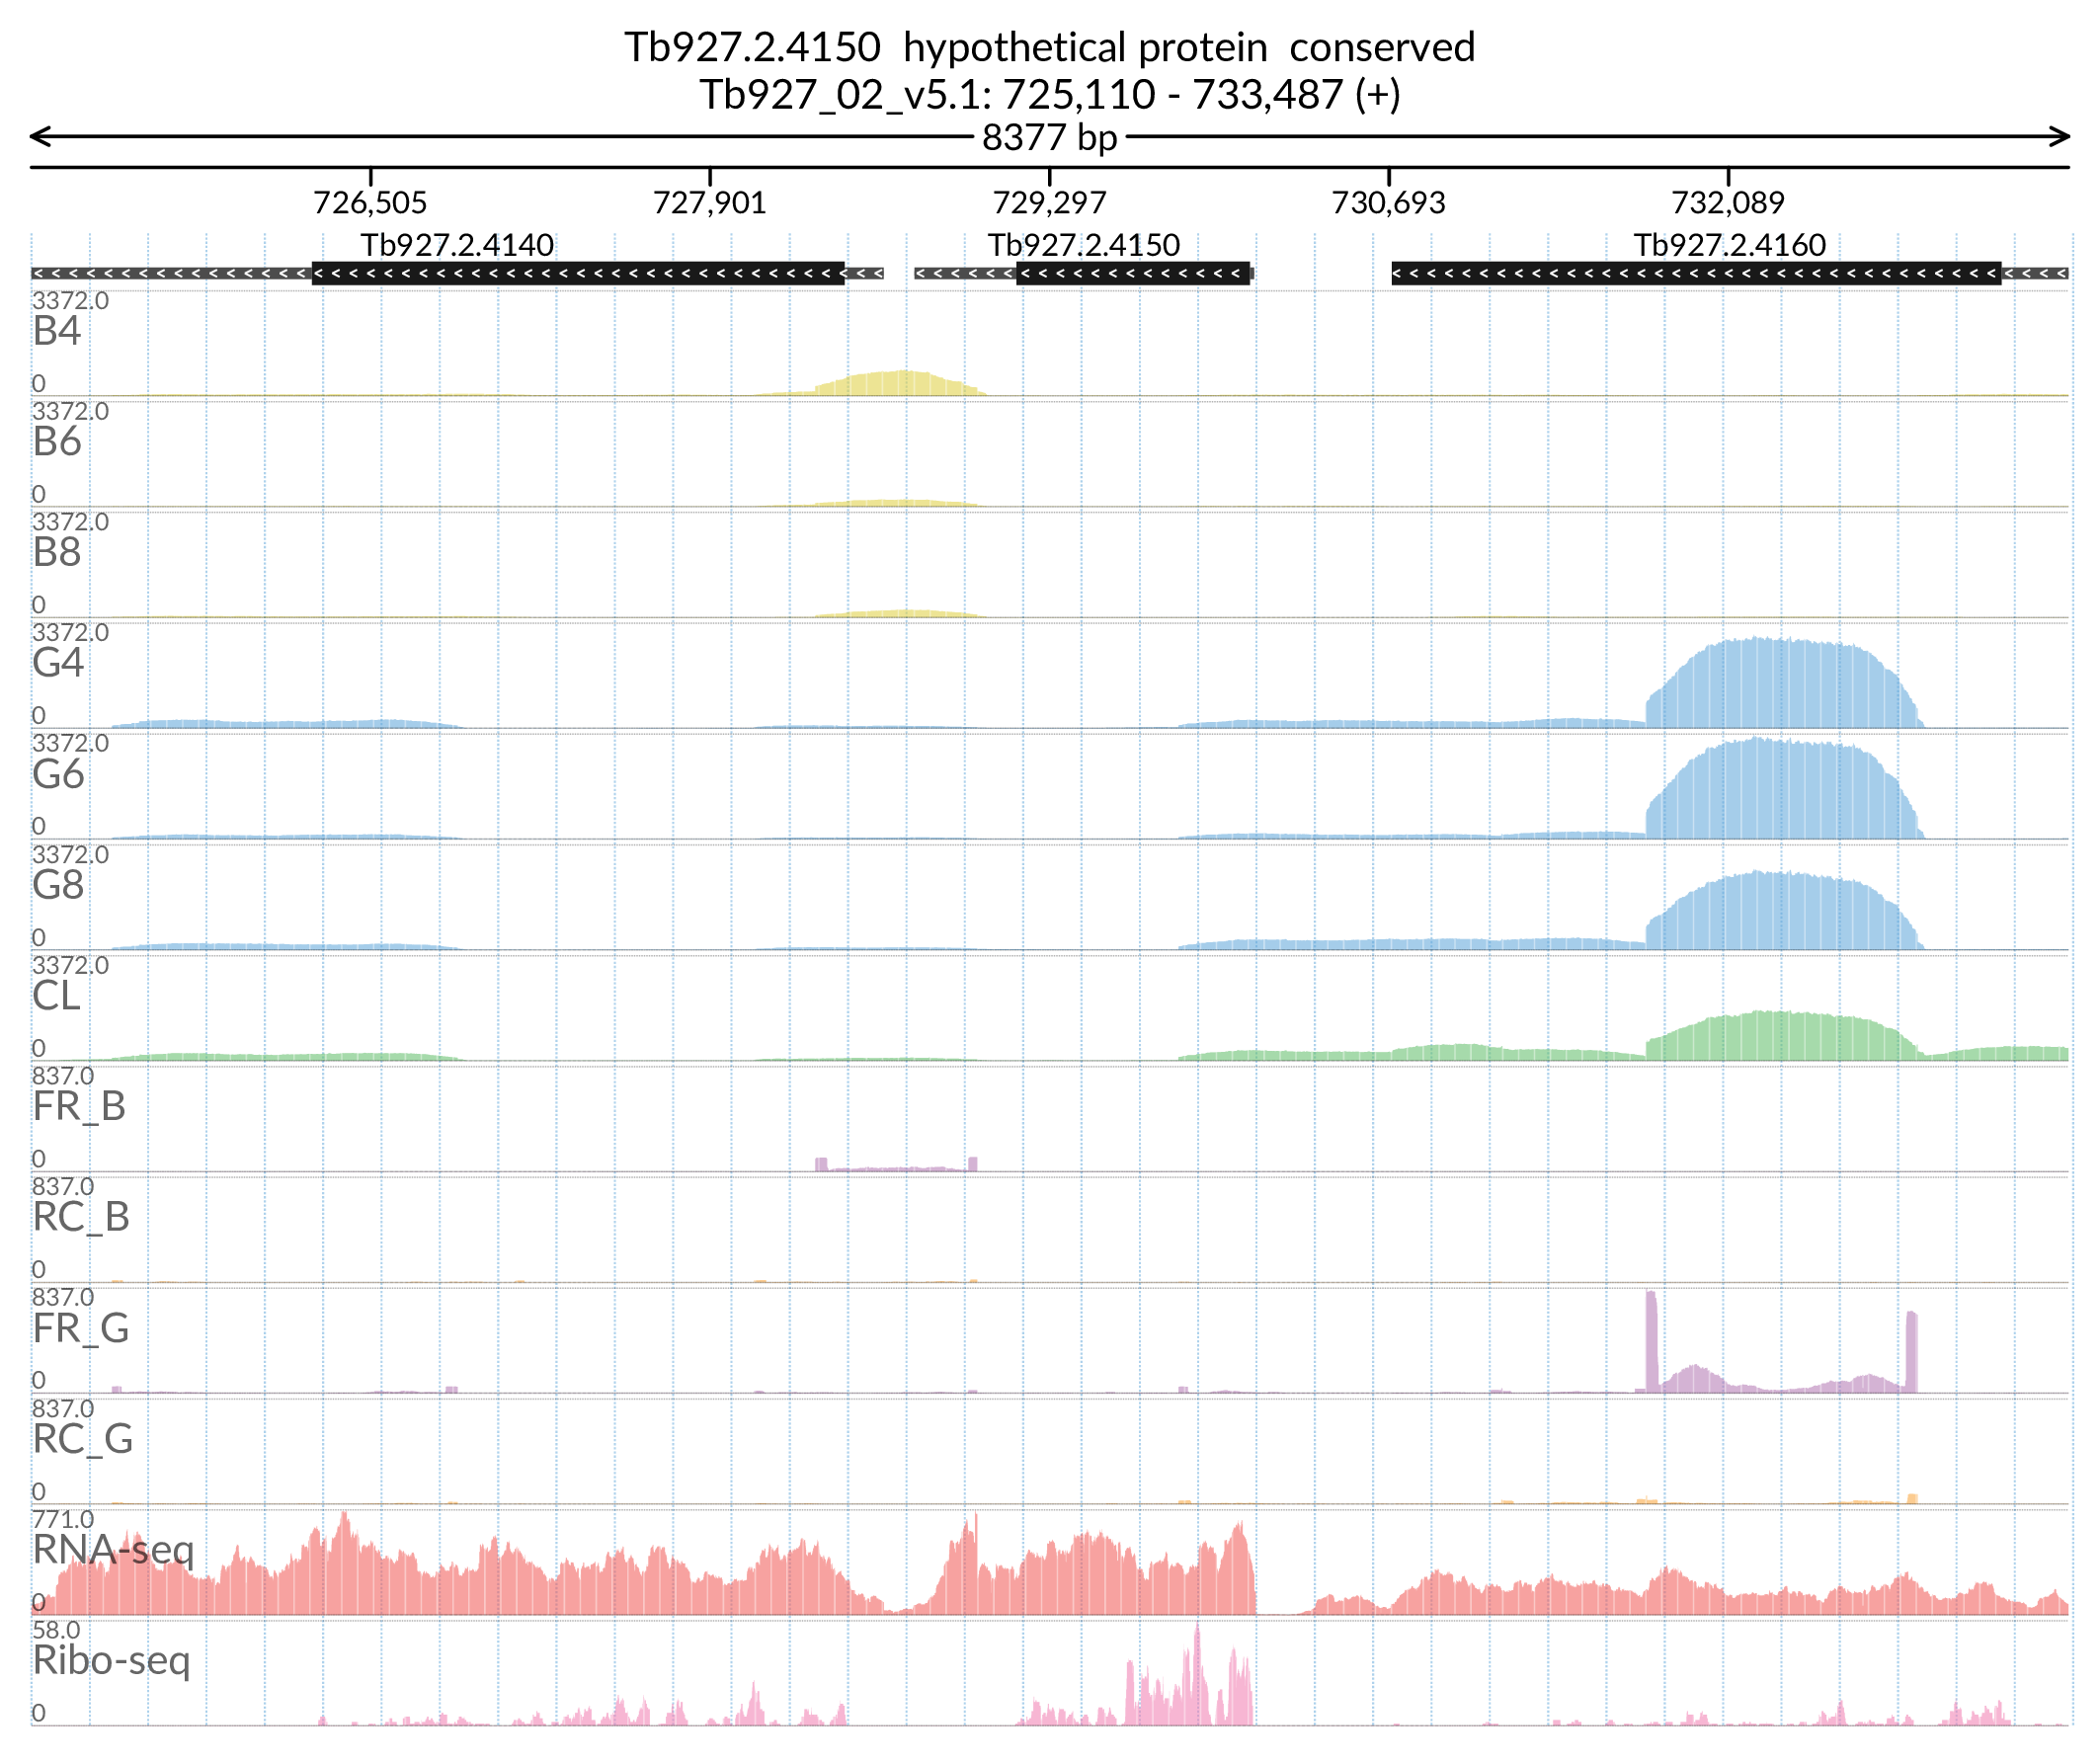 Tb927.2.4150 hypothetical protein conserved
Tb927_02_v5.1: 725,110 - 733,487 (+)
8377 bp
726,505 727,901 729,297 730,693 732,089
Tb927.2.4140 Tb927.2.4150 Tb927.2.4160
3372.0
B4
0
3372.0
B6
0
3372.0
B8
0
3372.0
G4
0
3372.0
G6
0
3372.0
G8
0
3372.0
CL
0
837.0
FR_B
0
837.0
RC_B
0
837.0
FR_G
0
837.0
RC_G
0
771.0
RNA-seq
0
58.0
Ribo-seq
0